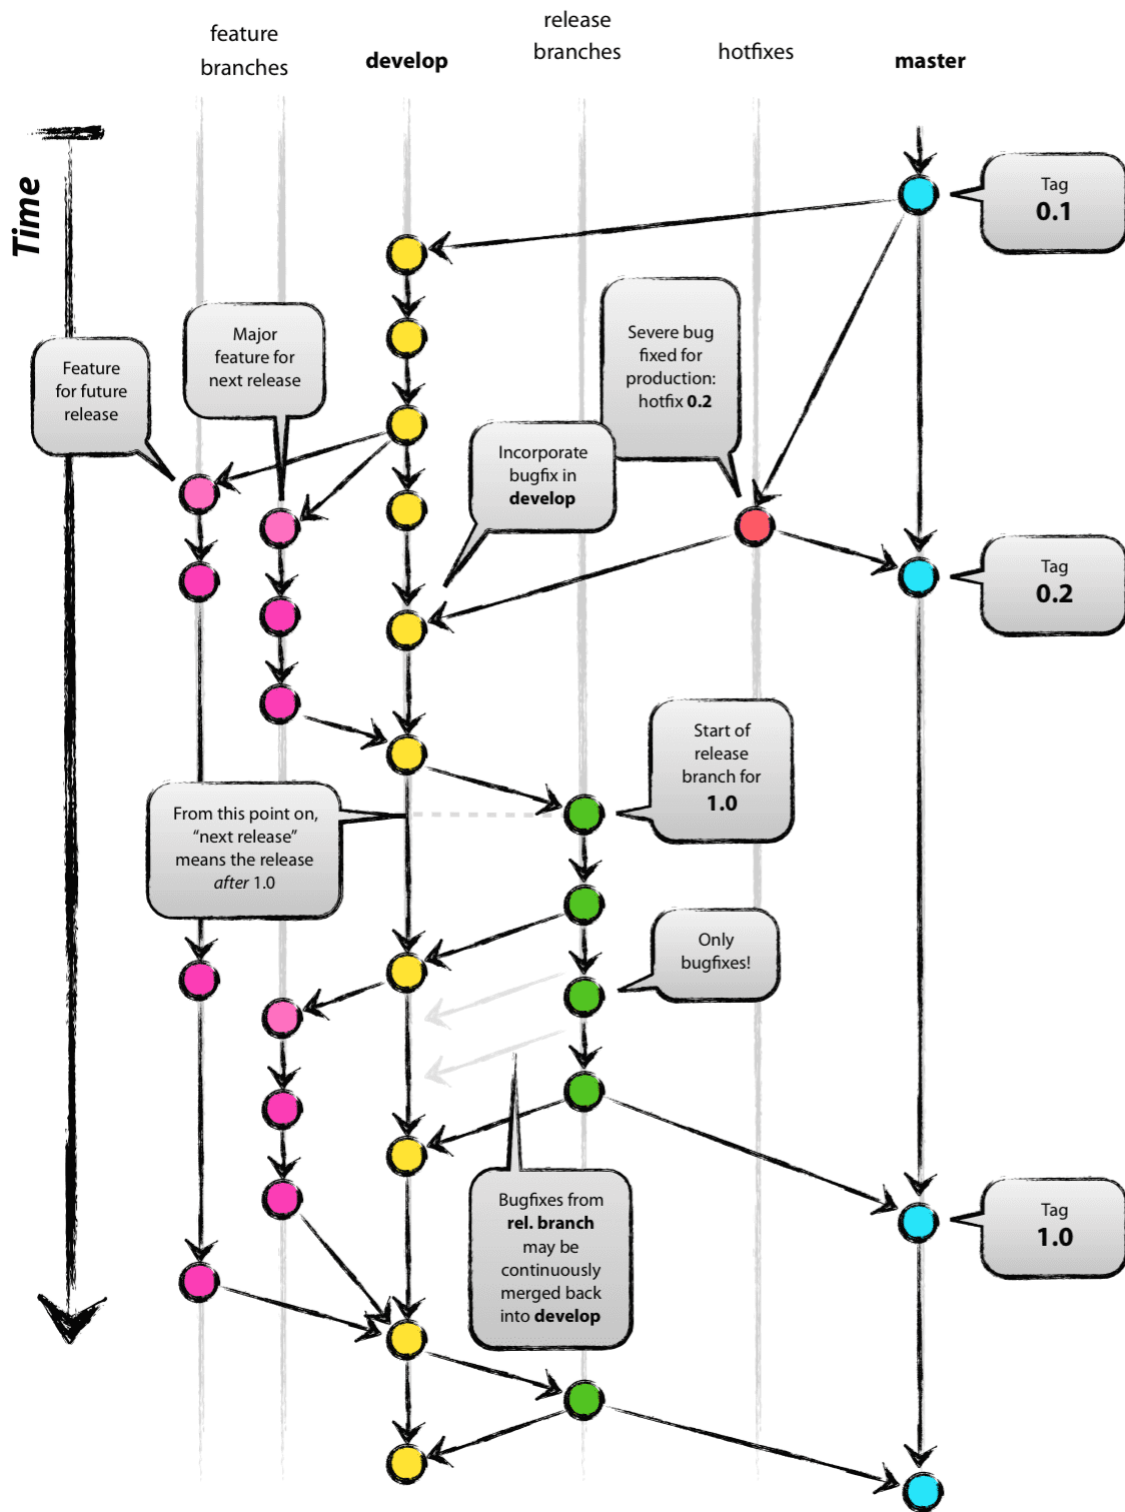 feature
branches
develop
release
branches
hotfixes
master
Time
Tag
0.1
Feature
for future
release
Major
feature for
next release
Severe bug
fixed for
production:
hotfix 0.2
Incorporate
bugfix in
develop
Tag
0.2
Start of
release
branch for
1.0
From this point on,
“next release”
means the release
after 1.0
Only
bugfixes!
Bugfixes from
rel. branch
may be
continuously
merged back
into develop
Tag
1.0